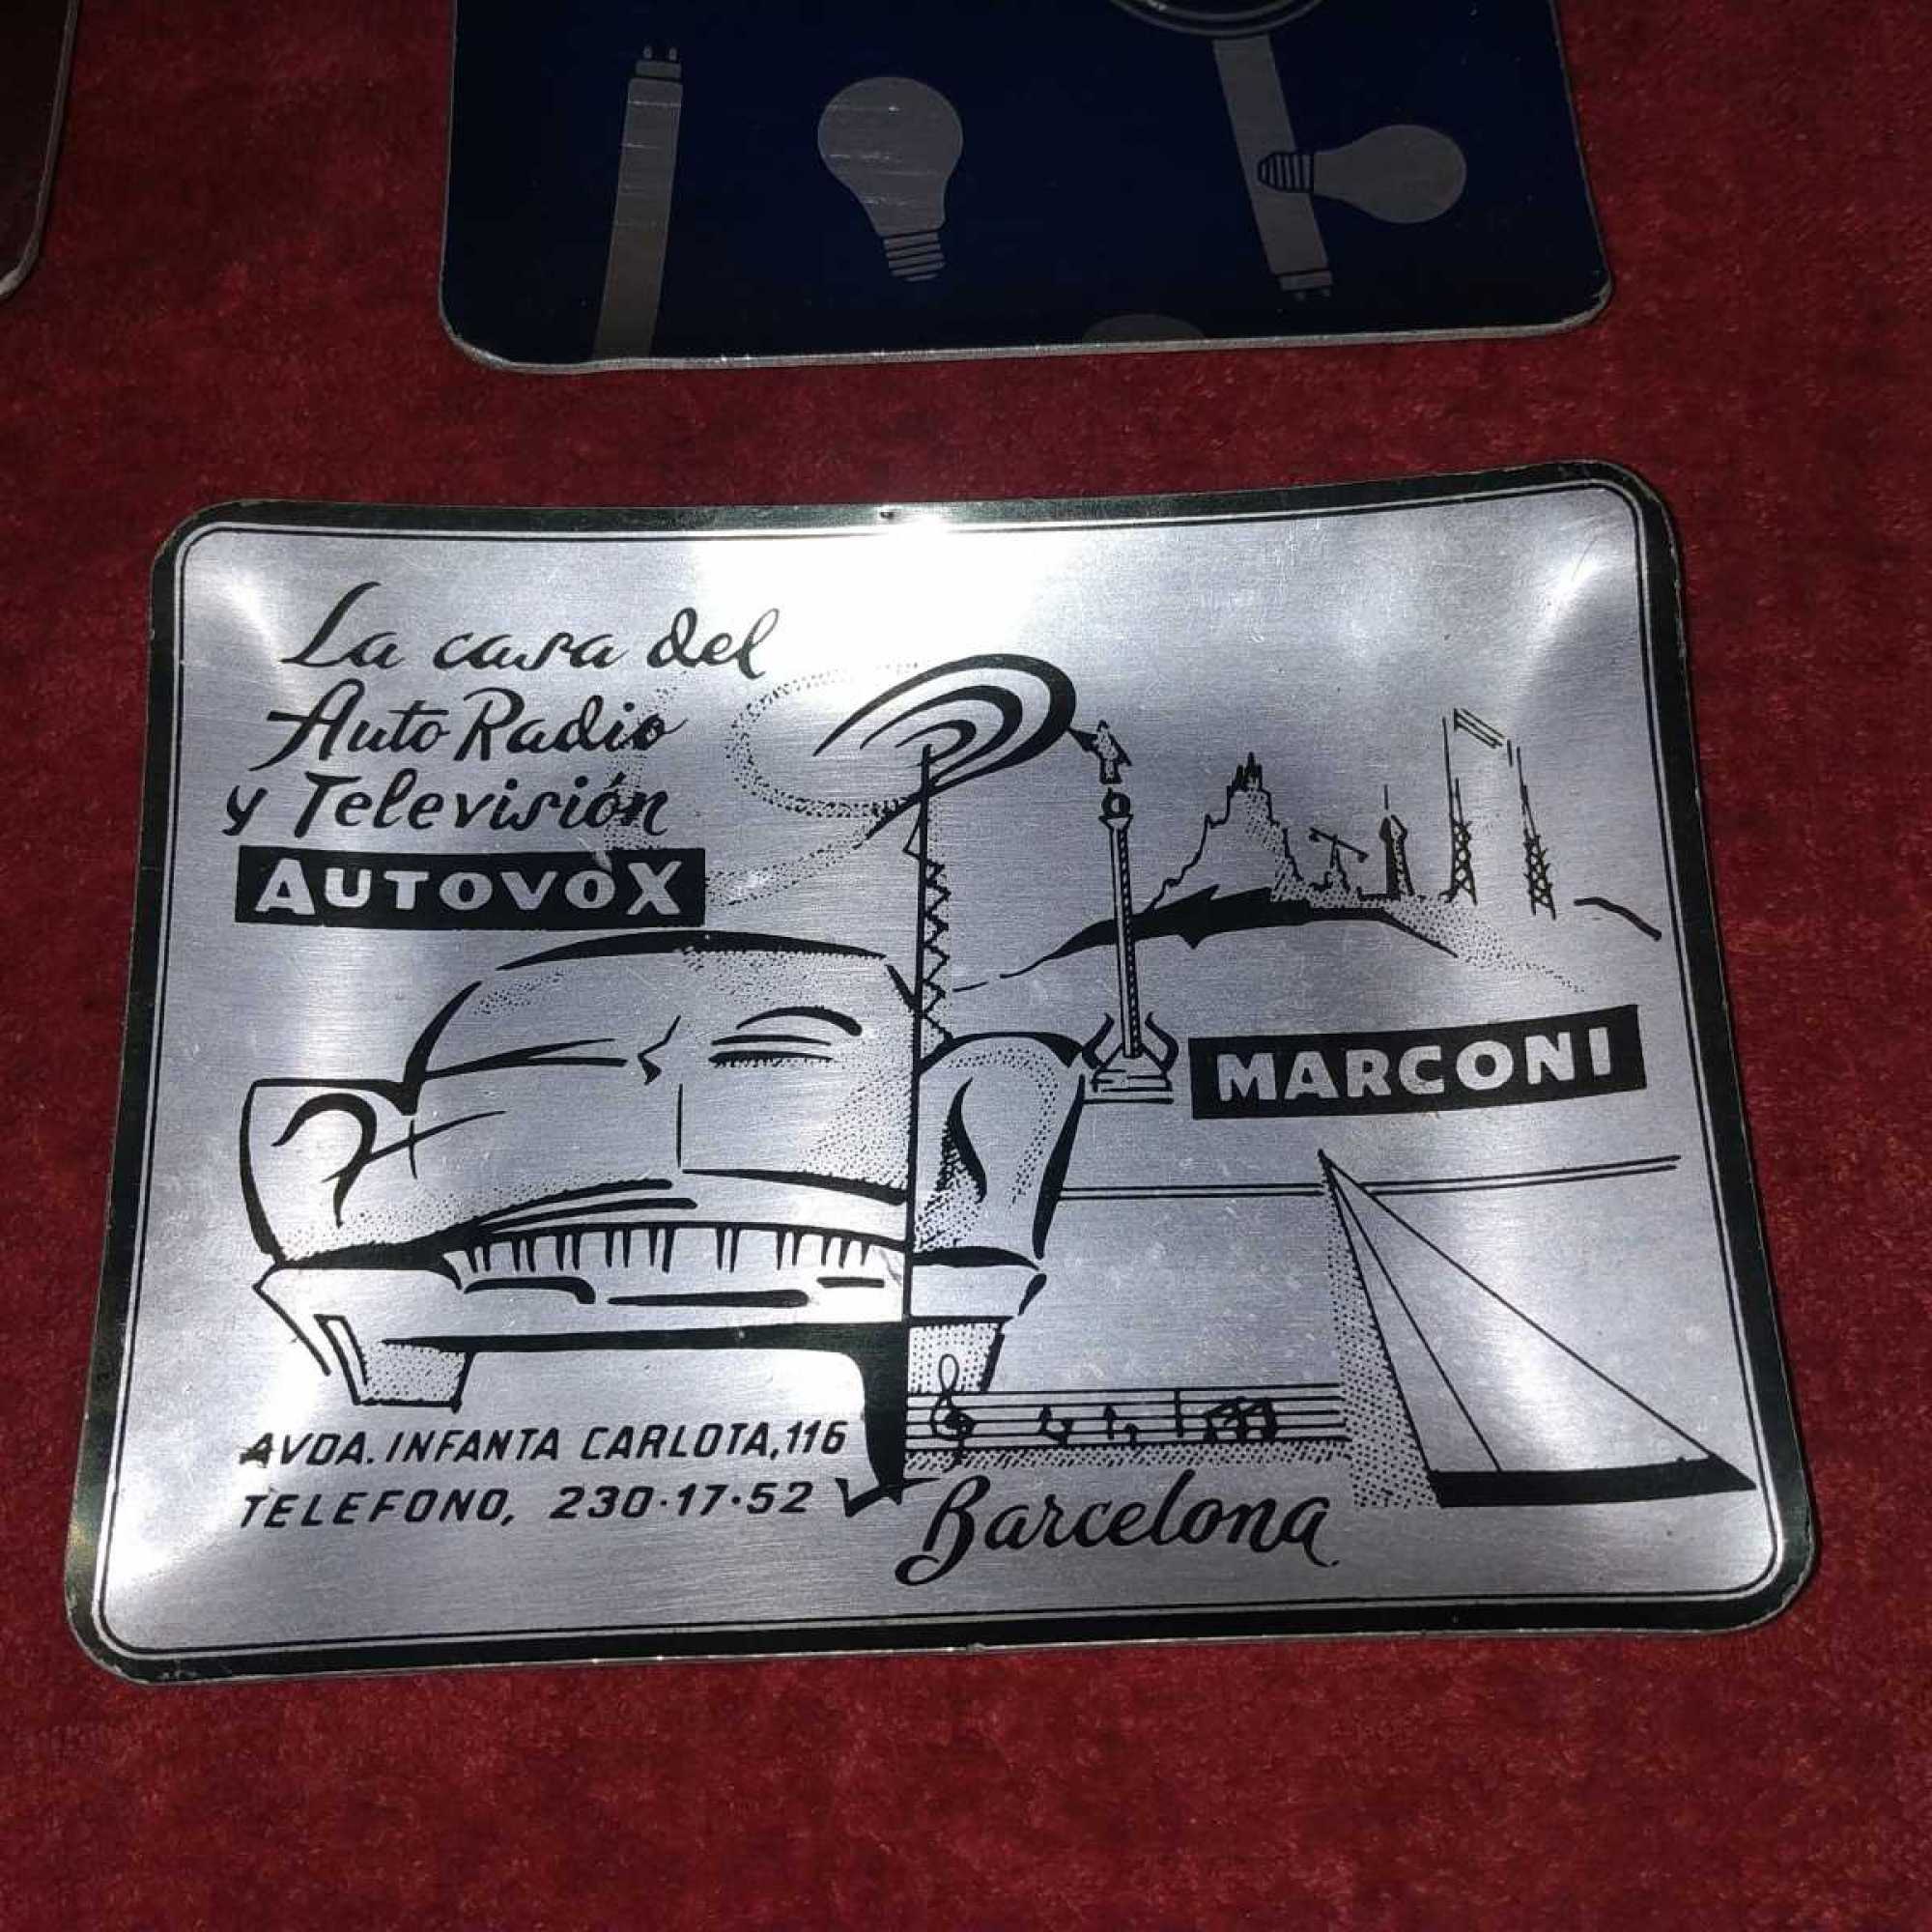 La casa del
Auto Radio
y Televisión
AUTOVOX
MARCONI
AVDA. INFANTA CARLOTA, 116
TELEFONO, 230·17·52
Barcelona